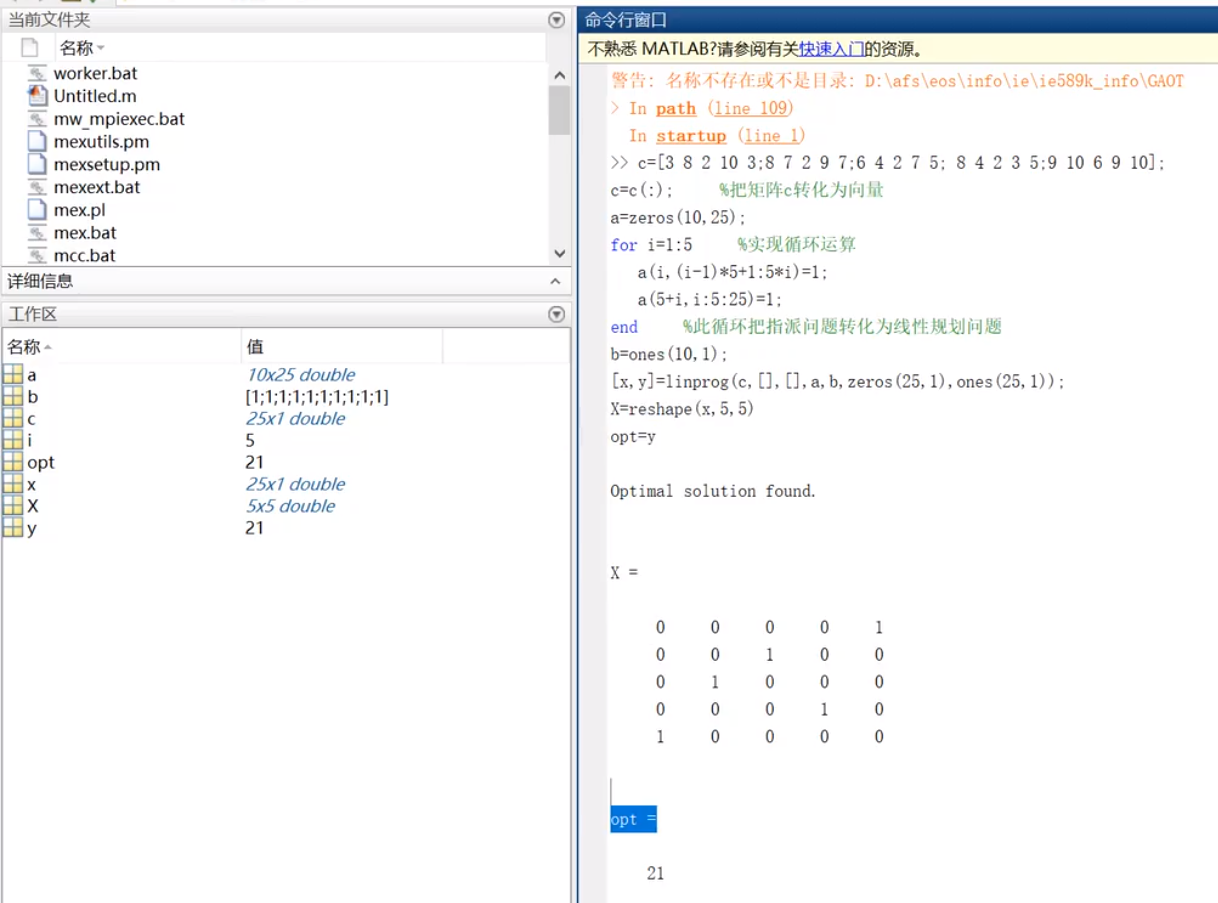 当前文件夹
名称
worker.bat
Untitled.m
mw_mpiexec.bat
mexutils.pm
mexsetup.pm
mexext.bat
mex.pl
mex.bat
mcc.bat
详细信息
工作区
名称 值
a 10x25 double
b [1;1;1;1;1;1;1;1;1;1]
c 25x1 double
i 5
opt 21
x 25x1 double
X 5x5 double
y 21
命令行窗口
不熟悉 MATLAB?请参阅有关快速入门的资源。
警告: 名称不存在或不是目录: D:\afs\eos\info\ie\ie589k_info\GAOT
> In path (line 109)
In startup (line 1)
>> c=[3 8 2 10 3;8 7 2 9 7;6 4 2 7 5; 8 4 2 3 5;9 10 6 9 10];
c=c(:); %把矩阵c转化为向量
a=zeros(10,25);
for i=1:5 %实现循环运算
a(i,(i-1)*5+1:5*i)=1;
a(5+i,i:5:25)=1;
end %此循环把指派问题转化为线性规划问题
b=ones(10,1);
[x,y]=linprog(c,[],[],a,b,zeros(25,1),ones(25,1));
X=reshape(x,5,5)
opt=y
Optimal solution found.
X =
0 0 0 0 1
0 0 1 0 0
0 1 0 0 0
0 0 0 1 0
1 0 0 0 0
opt =
21